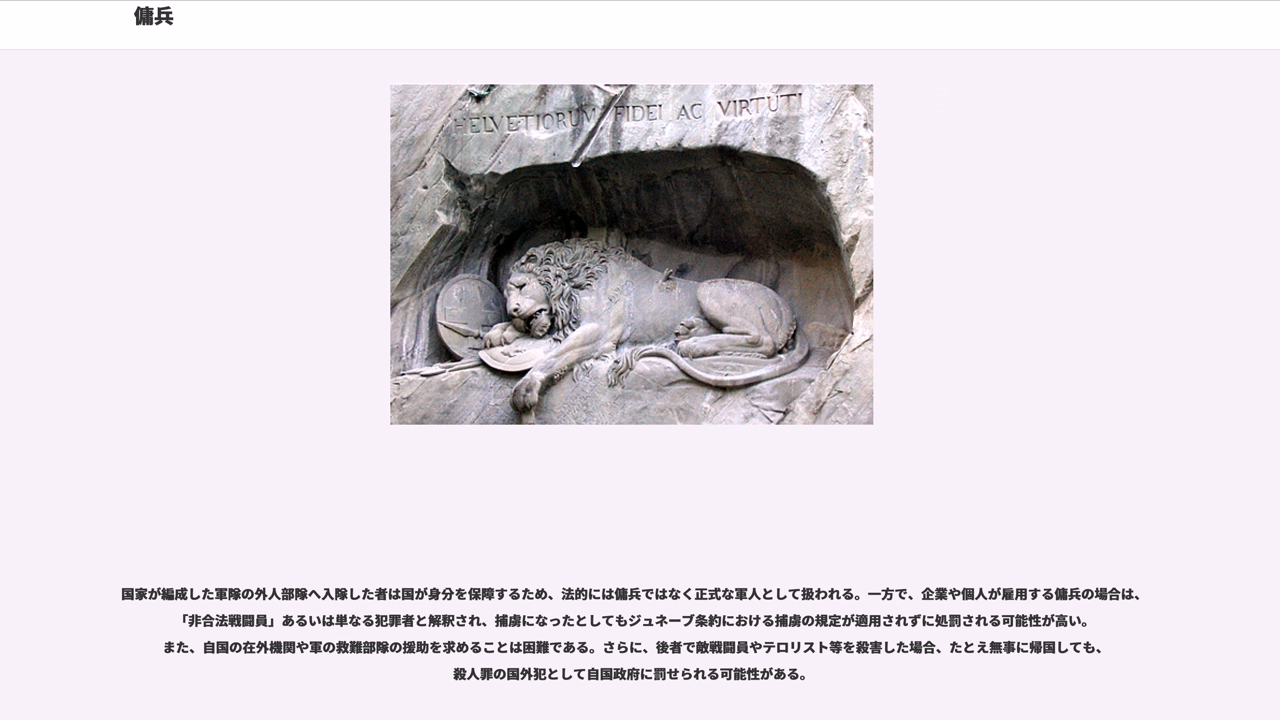 傭兵
HELVETIORUM FIDEI AC VIRTUTI
国家が編成した軍隊の外人部隊へ入隊した者は国が身分を保障するため、法的には傭兵ではなく正式な軍人として扱われる。一方で、企業や個人が雇用する傭兵の場合は、
「非合法戦闘員」あるいは単なる犯罪者と解釈され、捕虜になったとしてもジュネーブ条約における捕虜の規定が適用されずに処罰される可能性が高い。
また、自国の在外機関や軍の救難部隊の援助を求めることは困難である。さらに、後者で敵戦闘員やテロリスト等を殺害した場合、たとえ無事に帰国しても、
殺人罪の国外犯として自国政府に罰せられる可能性がある。